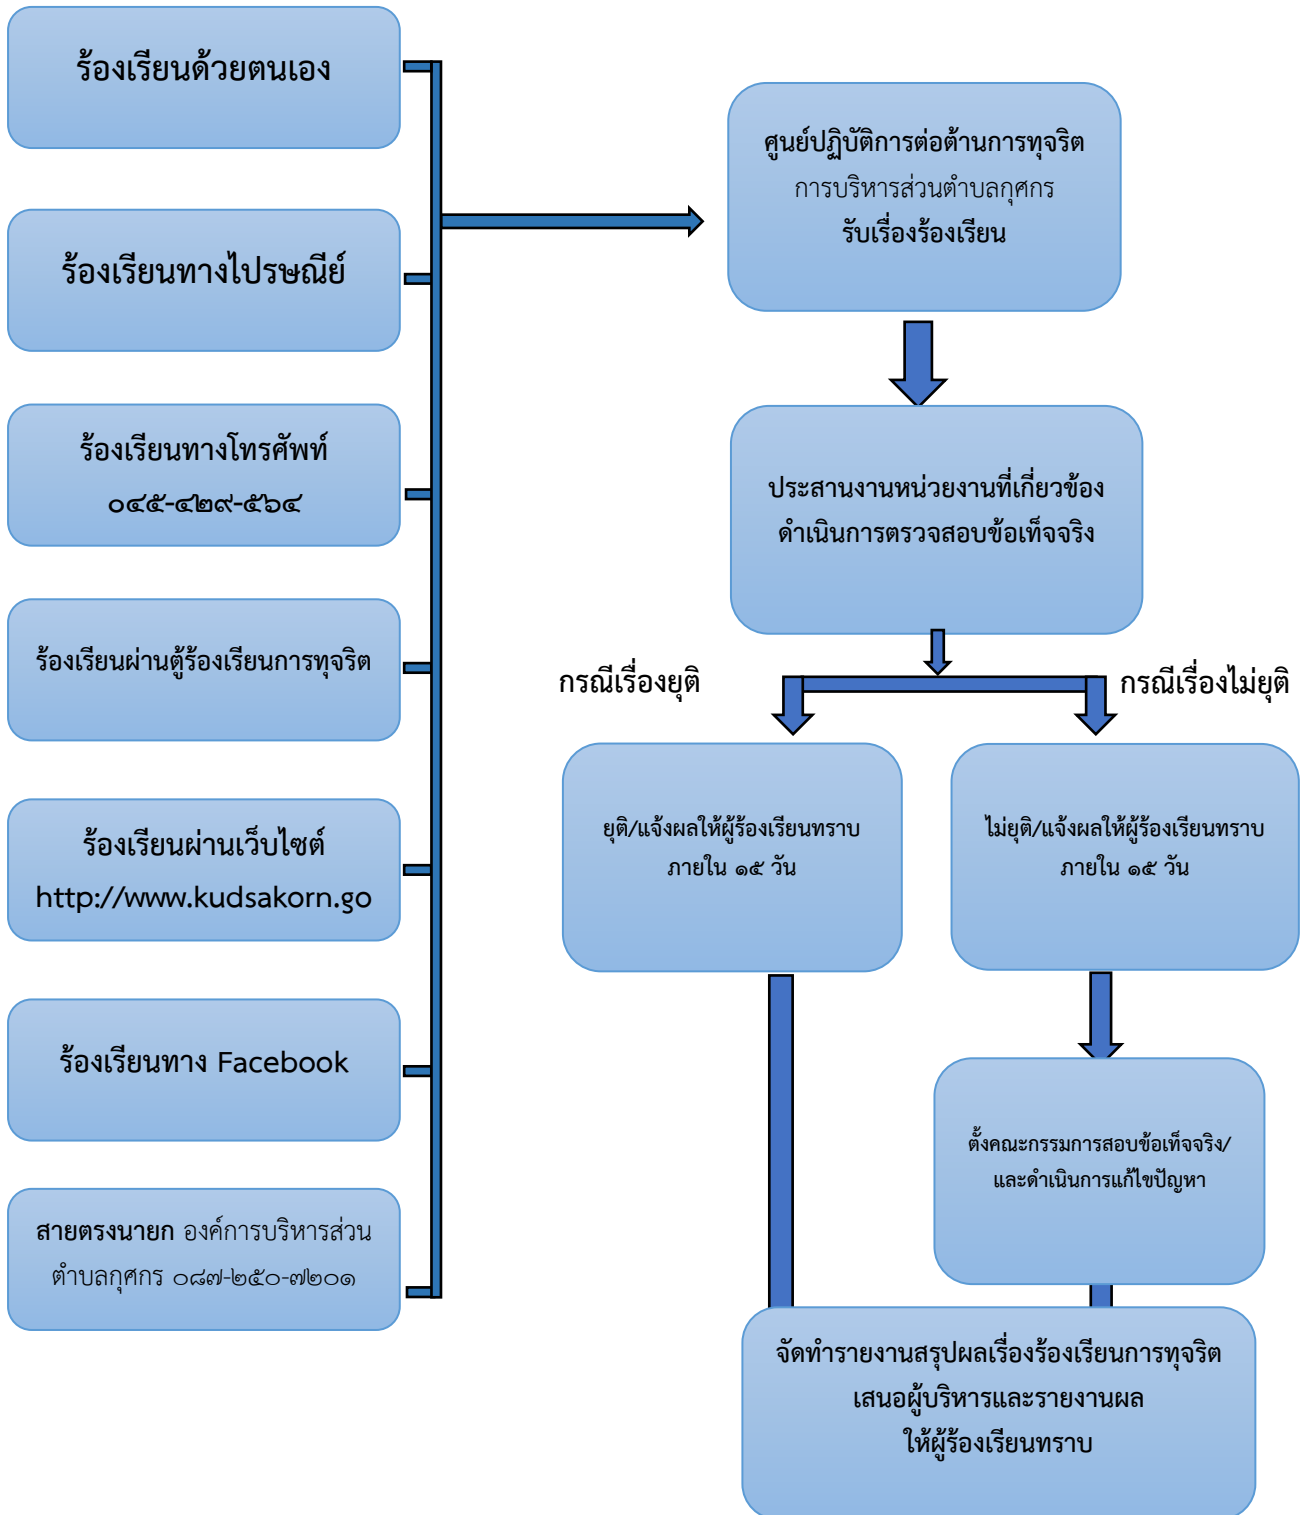 ร้องเรียนด้วยตนเอง
ร้องเรียนทางไปรษณีย์
ร้องเรียนทางโทรศัพท์
๐๔๕-๔๒๙-๕๖๔
ร้องเรียนผ่านตู้ร้องเรียนการทุจริต
ร้องเรียนผ่านเว็บไซต์
http://www.kudsakorn.go
ร้องเรียนทาง Facebook
สายตรงนายก องค์การบริหารส่วน
ตำบลกุศกร ๐๘๗-๒๕๐-๗๒๐๑
ศูนย์ปฏิบัติการต่อต้านการทุจริต
การบริหารส่วนตำบลกุศกร
รับเรื่องร้องเรียน
ประสานงานหน่วยงานที่เกี่ยวข้อง
ดำเนินการตรวจสอบข้อเท็จจริง
กรณีเรื่องยุติ
กรณีเรื่องไม่ยุติ
ยุติ/แจ้งผลให้ผู้ร้องเรียนทราบ
ภายใน ๑๕ วัน
ไม่ยุติ/แจ้งผลให้ผู้ร้องเรียนทราบ
ภายใน ๑๕ วัน
ตั้งคณะกรรมการสอบข้อเท็จจริง/
และดำเนินการแก้ไขปัญหา
จัดทำรายงานสรุปผลเรื่องร้องเรียนการทุจริต
เสนอผู้บริหารและรายงานผล
ให้ผู้ร้องเรียนทราบ